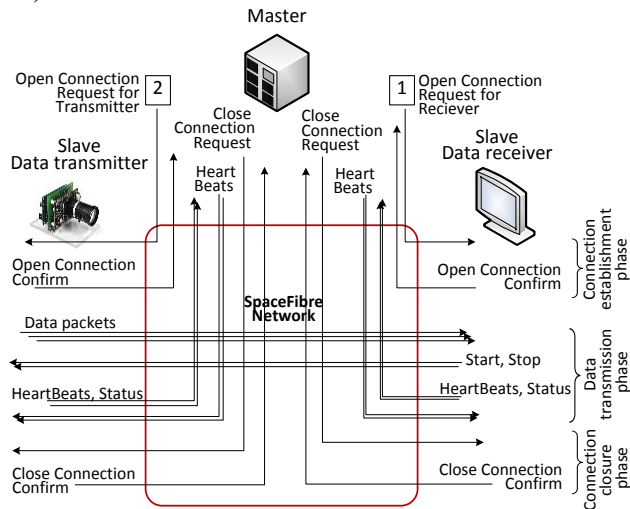 Master
Open Connection
Request for
Transmitter
2
1
Open Connection
Request for
Reciever
Close
Connection
Request
Close
Connection
Request
Slave
Data transmitter
Slave
Data receiver
Heart
Beats
Heart
Beats
Open Connection
Confirm
Open Connection
Confirm
Connection
establishment
phase
SpaceFibre
Network
Data packets
Start, Stop
HeartBeats, Status
HeartBeats, Status
Data
transmission
phase
Close Connection
Confirm
Close Connection
Confirm
Connection
closure
phase